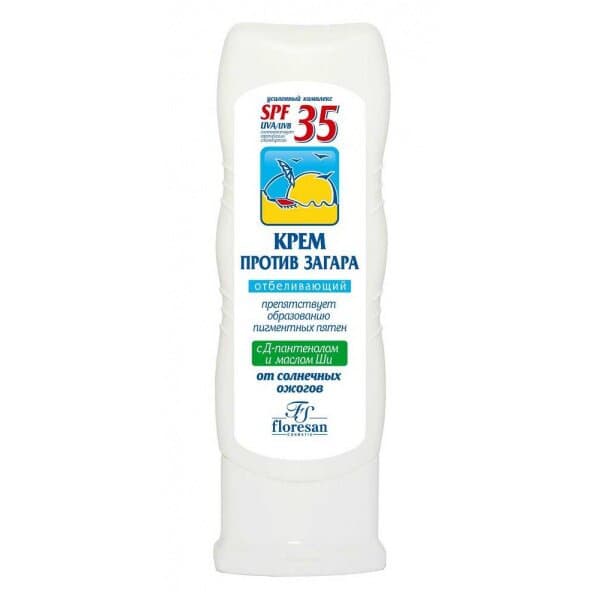 усиленный комплекс
SPF 35
UVA/UVB
КРЕМ
ПРОТИВ ЗАГАРА
отбеливающий
препятствует
образованию
пигментных пятен
с Д-пантенолом
и маслом Ши
от солнечных
ожогов
FS
floresan
COSMETIC